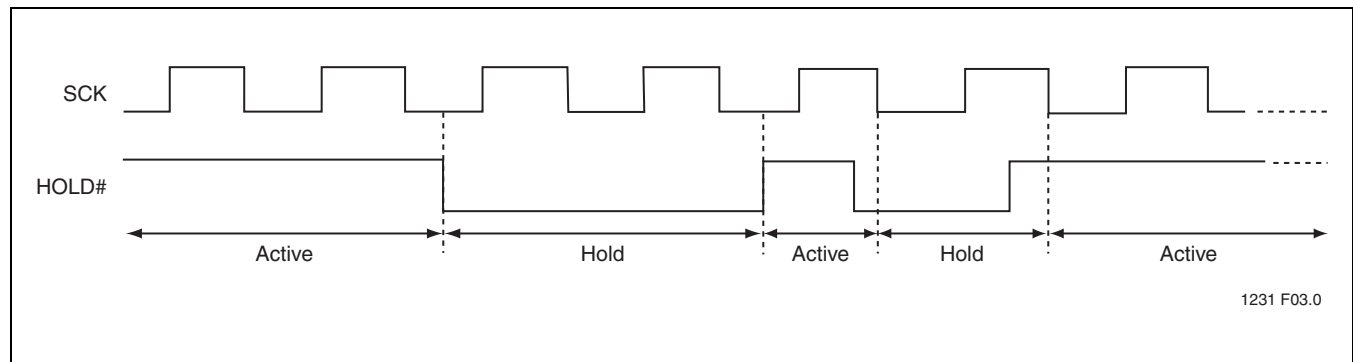 SCK
HOLD#
Active
Hold
Active
Hold
Active
1231 F03.0